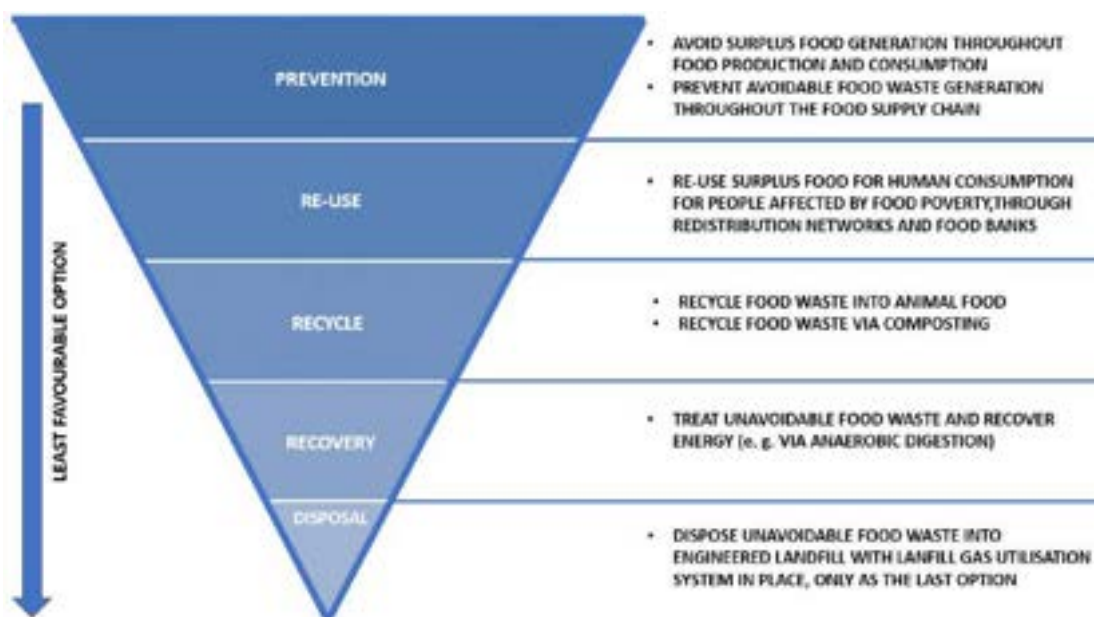 PREVENTION
• AVOID SURPLUS FOOD GENERATION THROUGHOUT
FOOD PRODUCTION AND CONSUMPTION
• PREVENT AVOIDABLE FOOD WASTE GENERATION
THROUGHOUT THE FOOD SUPPLY CHAIN
RE-USE
• RE-USE SURPLUS FOOD FOR HUMAN CONSUMPTION
FOR PEOPLE AFFECTED BY FOOD POVERTY,THROUGH
REDISTRIBUTION NETWORKS AND FOOD BANKS
RECYCLE
• RECYCLE FOOD WASTE INTO ANIMAL FOOD
• RECYCLE FOOD WASTE VIA COMPOSTING
RECOVERY
• TREAT UNAVOIDABLE FOOD WASTE AND RECOVER
ENERGY (e. g. VIA ANAEROBIC DIGESTION)
DISPOSAL
• DISPOSE UNAVOIDABLE FOOD WASTE INTO
ENGINEERED LANDFILL WITH LANFILL GAS UTILISATION
SYSTEM IN PLACE, ONLY AS THE LAST OPTION
LEAST FAVOURABLE OPTION